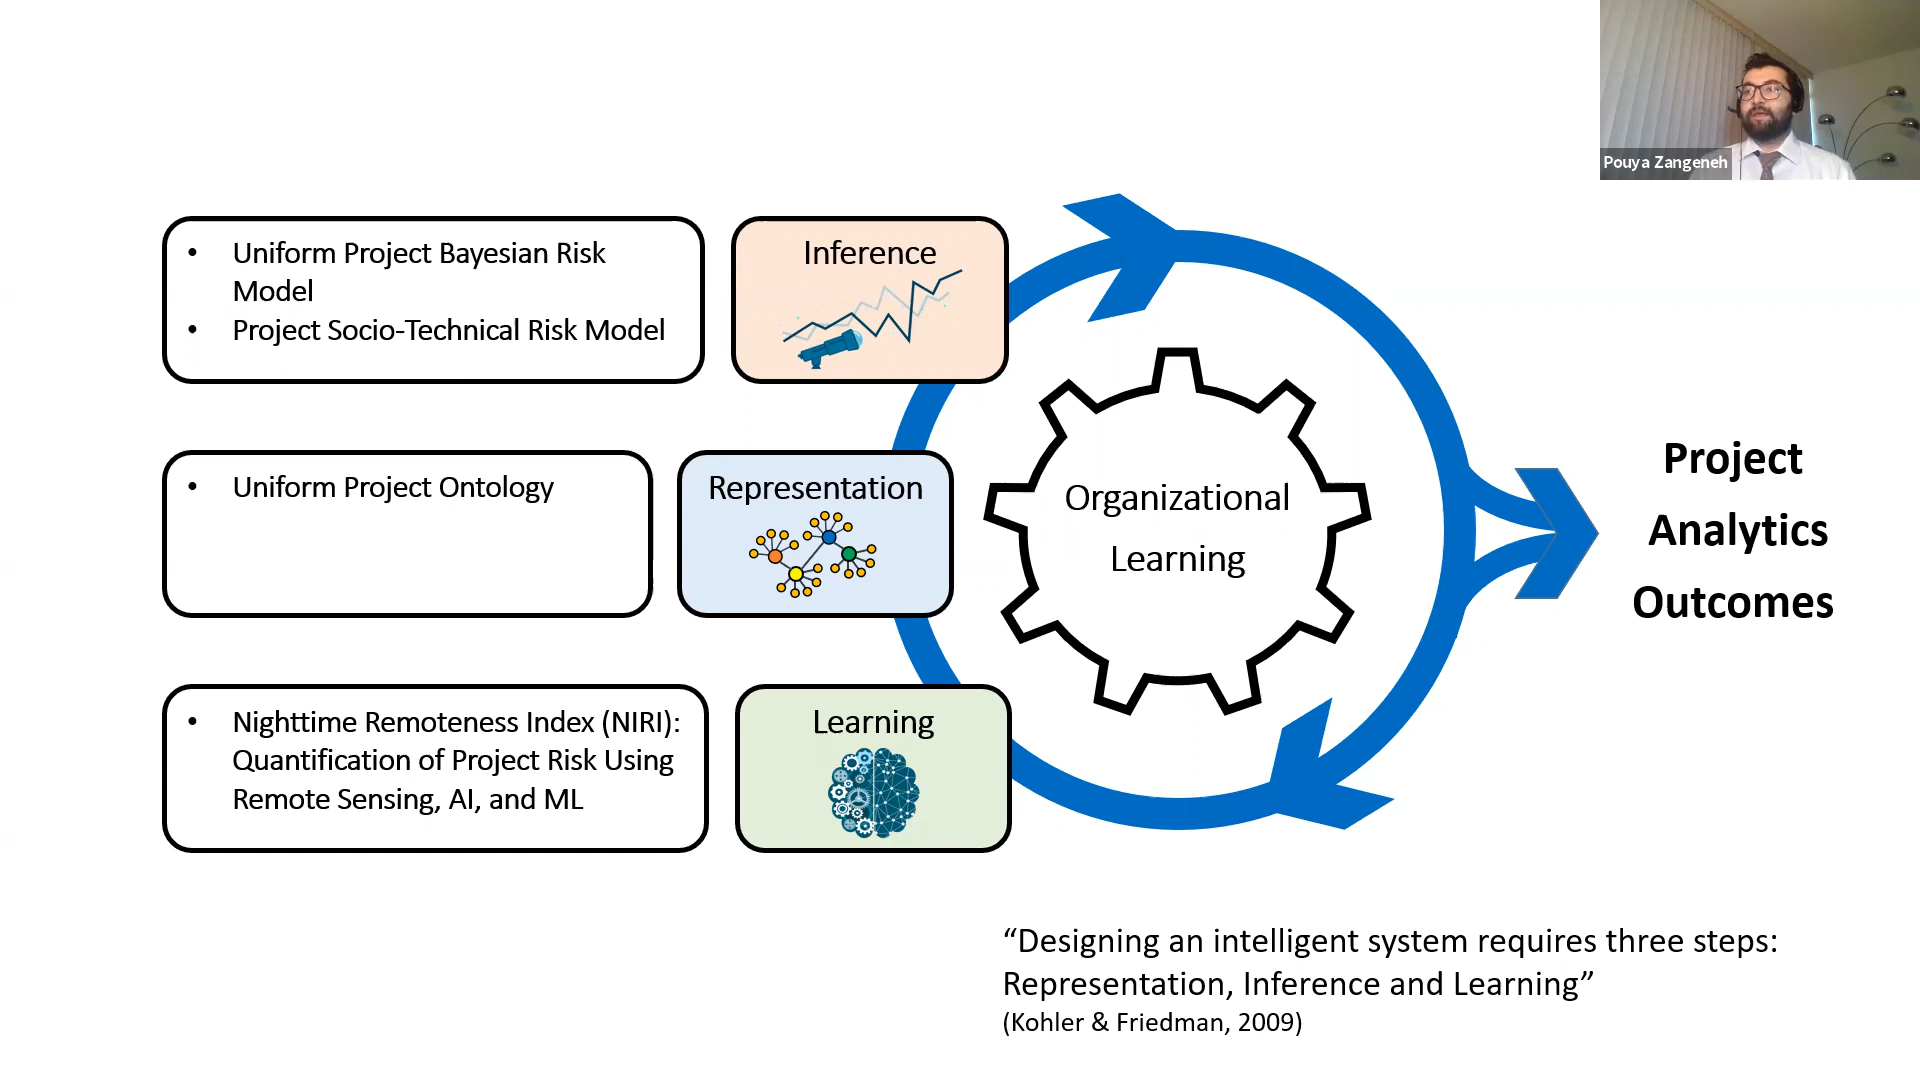 Pouya Zangeneh
• Uniform Project Bayesian Risk
Model
• Project Socio-Technical Risk Model
Inference
• Uniform Project Ontology
Representation
• Nighttime Remoteness Index (NIRI):
Quantification of Project Risk Using
Remote Sensing, AI, and ML
Learning
Organizational
Learning
Project
Analytics
Outcomes
“Designing an intelligent system requires three steps:
Representation, Inference and Learning”
(Kohler & Friedman, 2009)